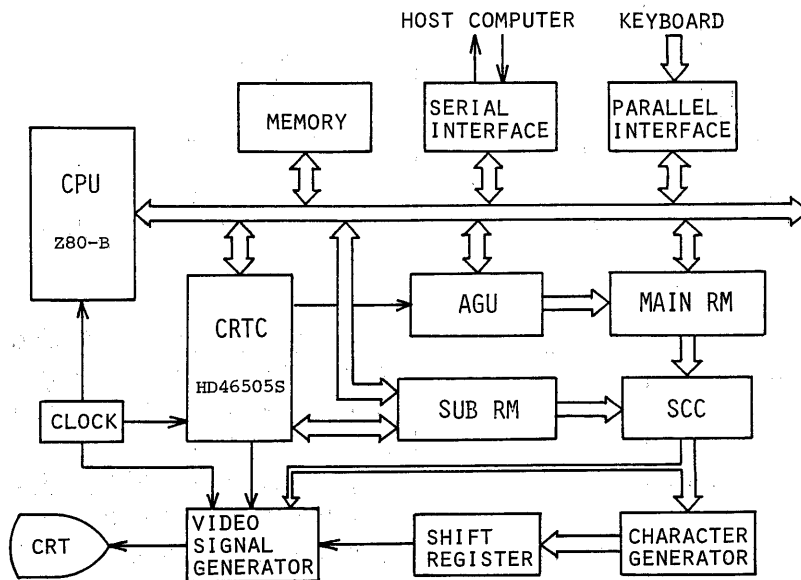 HOST COMPUTER
KEYBOARD
MEMORY
SERIAL
INTERFACE
PARALLEL
INTERFACE
CPU
Z80-B
CRTC
HD46505S
AGU
MAIN RM
CLOCK
SUB RM
SCC
CRT
VIDEO
SIGNAL
GENERATOR
SHIFT
REGISTER
CHARACTER
GENERATOR